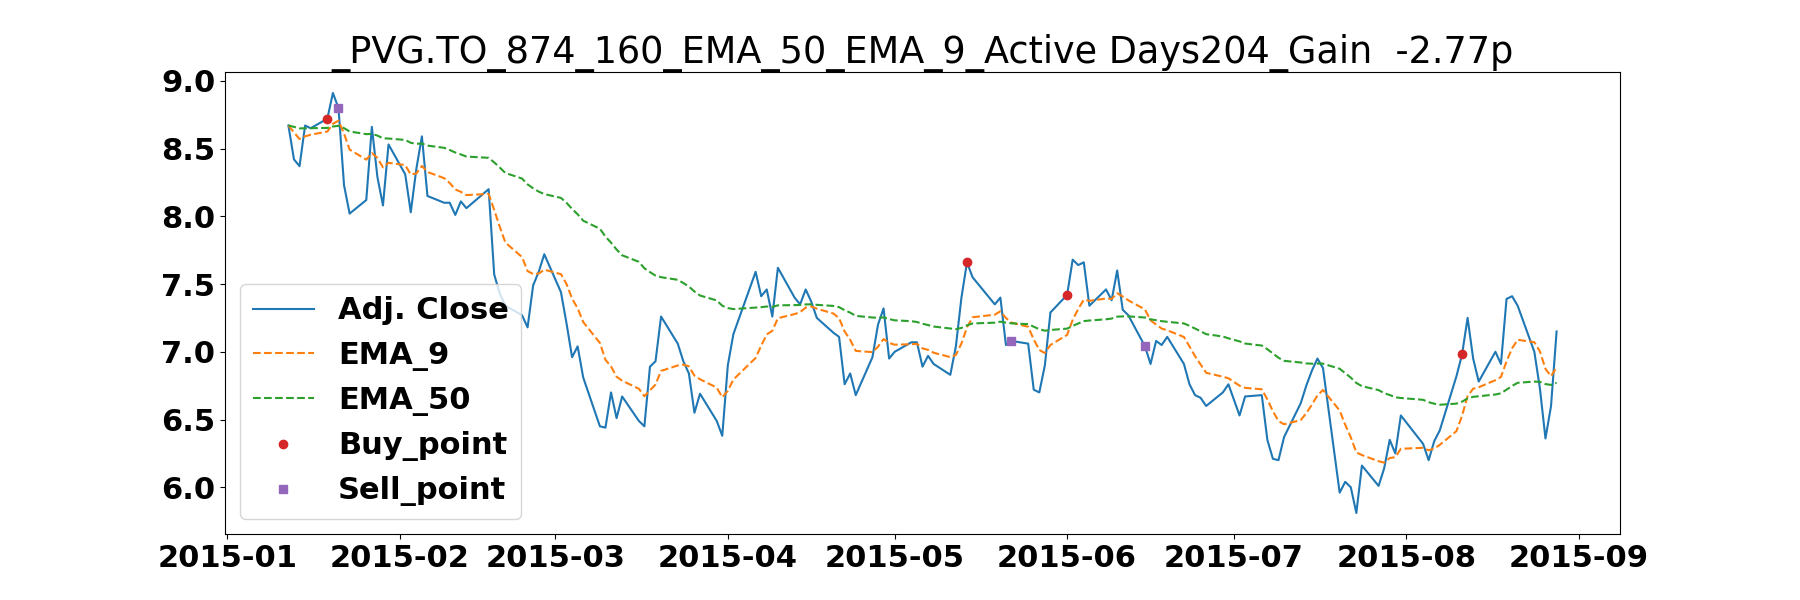 _PVG.TO_874_160_EMA_50_EMA_9_Active Days204_Gain  -2.77p
9.0
8.5
8.0
7.5
7.0
6.5
6.0
Adj. Close
EMA_9
EMA_50
Buy_point
Sell_point
2015-01 2015-02 2015-03 2015-04 2015-05 2015-06 2015-07 2015-08 2015-09